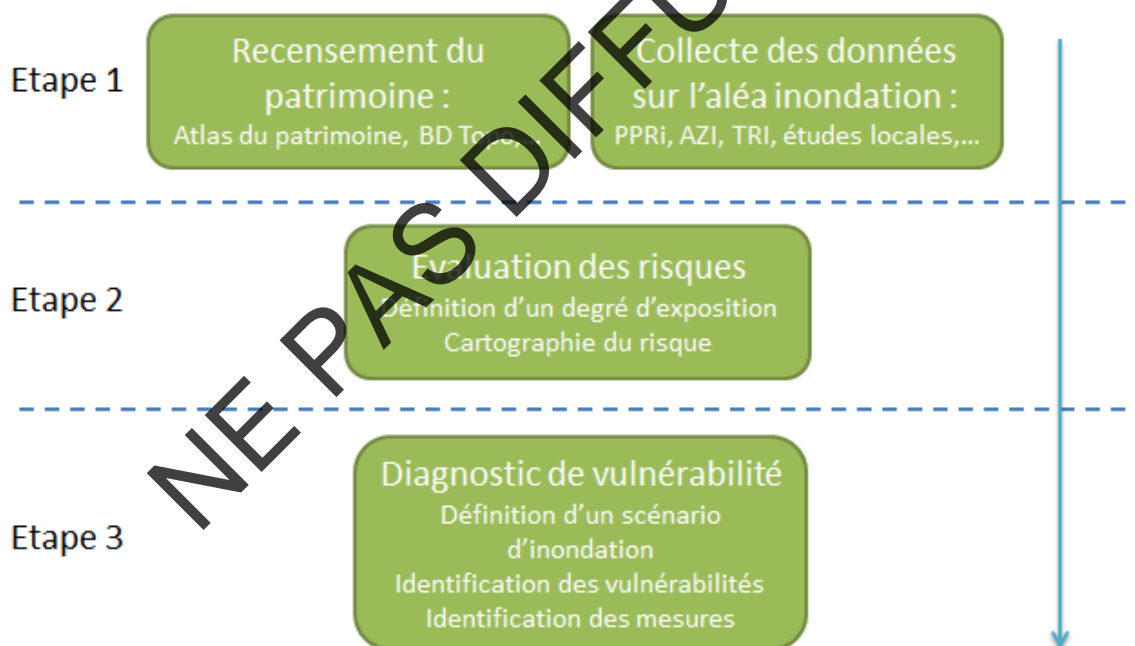 Etape 1
Recensement du
patrimoine :
Atlas du patrimoine, BD Topo,...
Collecte des données
sur l'aléa inondation :
PPRi, AZI, TRI, études locales,...
Etape 2
Evaluation des risques
Définition d'un degré d'exposition
Cartographie du risque
Etape 3
Diagnostic de vulnérabilité
Définition d'un scénario
d'inondation
Identification des vulnérabilités
Identification des mesures
NE PAS DIFFU